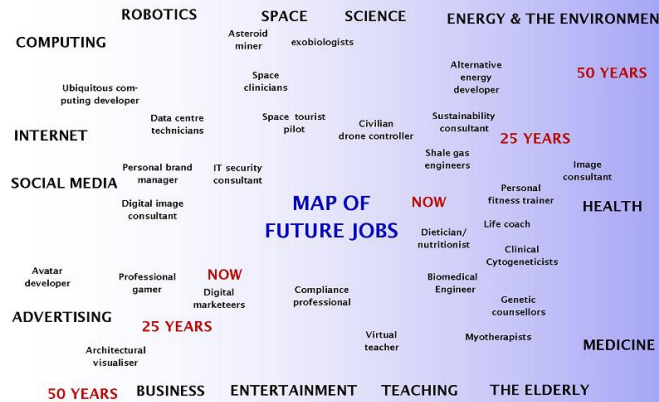 ROBOTICS
SPACE
SCIENCE
ENERGY & THE ENVIRONMEN
COMPUTING
Asteroid
miner
exobiologists
Alternative
energy
developer
50 YEARS
Space
clinicians
Ubiquitous com-
puting developer
Data centre
technicians
Space tourist
pilot
Civilian
drone controller
Sustainability
consultant
INTERNET
25 YEARS
Shale gas
engineers
Image
consultant
Personal brand
manager
IT security
consultant
SOCIAL MEDIA
Personal
fitness trainer
MAP OF
FUTURE JOBS
NOW
HEALTH
Digital image
consultant
Life coach
Dietician/
nutritionist
Clinical
Cytogeneticists
Avatar
developer
Professional
gamer
NOW
Digital
marketeers
Compliance
professional
Biomedical
Engineer
Genetic
counsellors
ADVERTISING
25 YEARS
Virtual
teacher
Myotherapists
MEDICINE
Architectural
visualiser
50 YEARS
BUSINESS
ENTERTAINMENT
TEACHING
THE ELDERLY